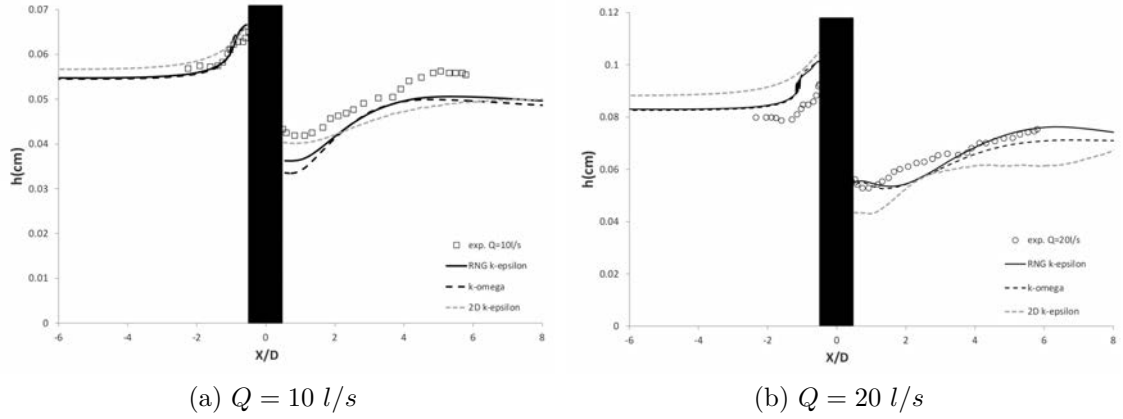 0.07
0.06
0.05
0.04
0.03
0.02
0.01
0
h(cm)
-6 -4 -2 0 2 4 6 8
X/D
exp. Q=10l/s
RNG k-epsilon
k-omega
2D k-epsilon
(a) Q = 10 l/s
0.12
0.1
0.08
0.06
0.04
0.02
0
h(cm)
-6 -4 -2 0 2 4 6 8
X/D
exp. Q=20l/s
RNG k-epsilon
k-omega
2D k-epsilon
(b) Q = 20 l/s